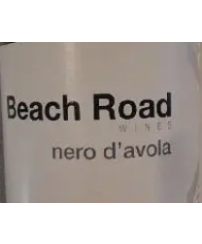 Beach Road
WINES
nero d'avola